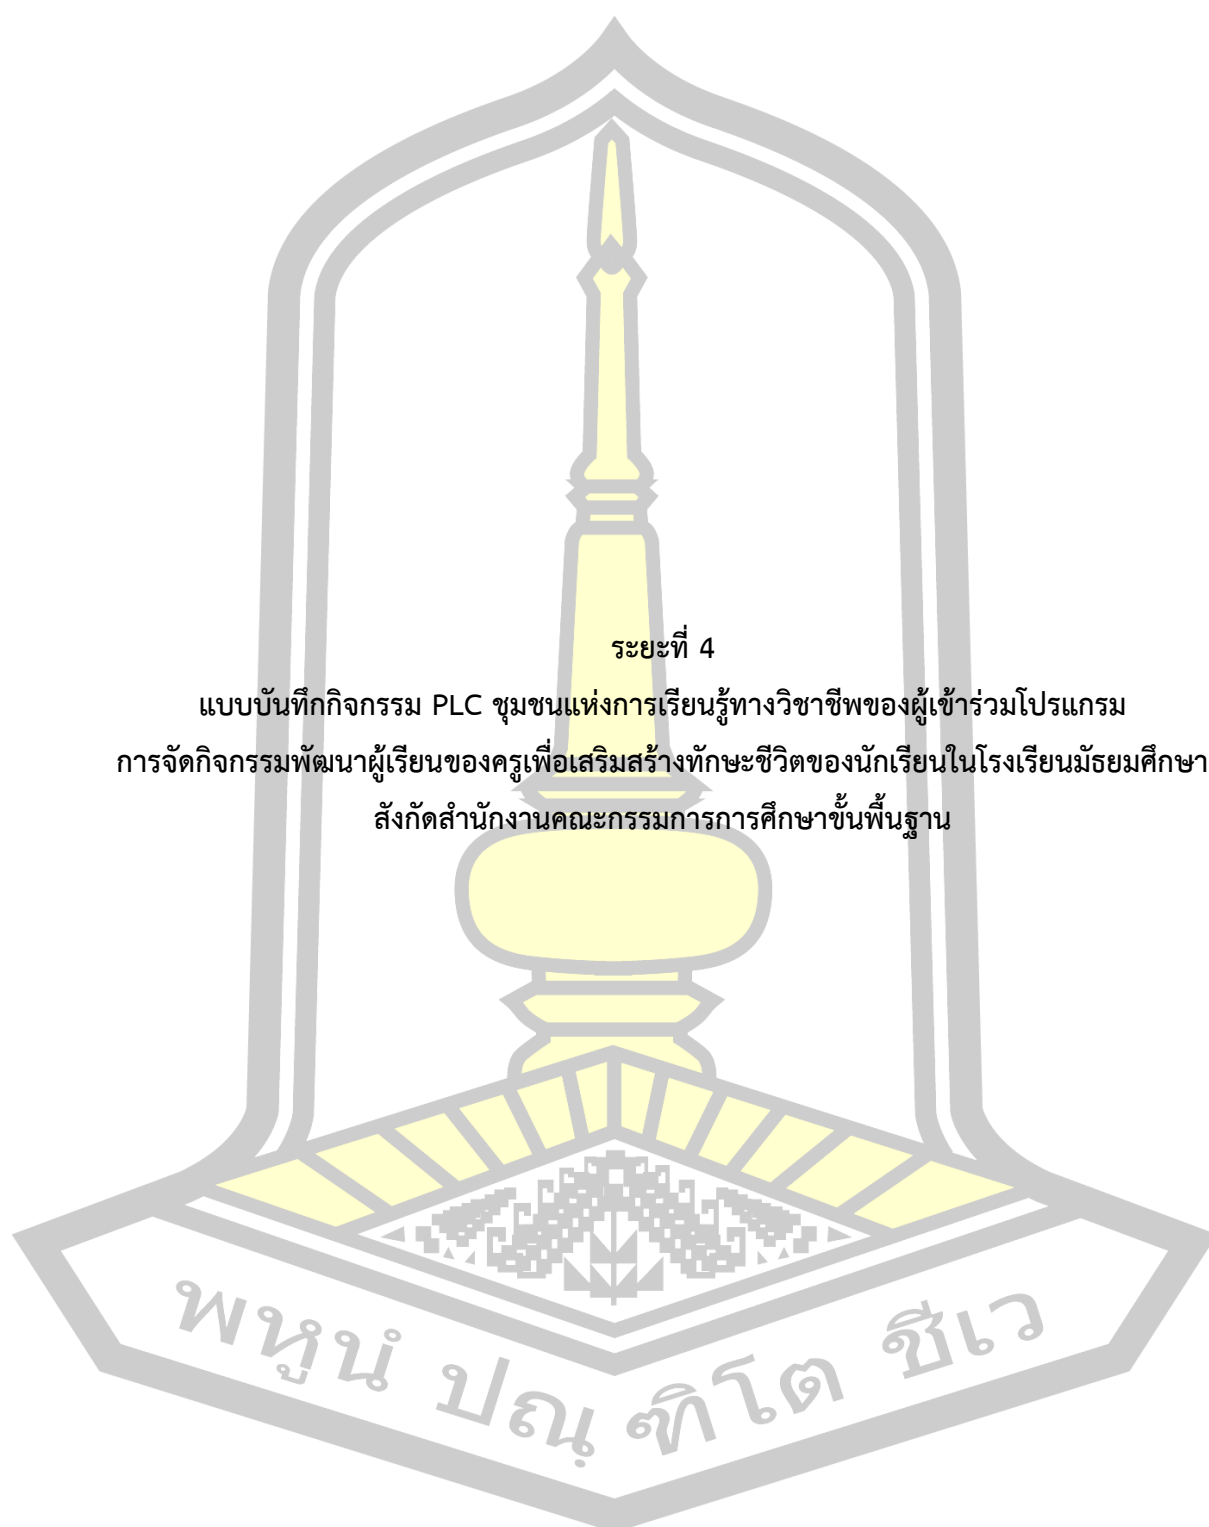 ระยะที่ 4
แบบบันทึกกิจกรรม PLC ชุมชนแห่งการเรียนรู้ทางวิชาชีพของผู้เข้าร่วมโปรแกรม
การจัดกิจกรรมพัฒนาผู้เรียนของครูเพื่อเสริมสร้างทักษะชีวิตของนักเรียนในโรงเรียนมัธยมศึกษา
สังกัดสำนักงานคณะกรรมการการศึกษาขั้นพื้นฐาน
พหูนํ ปณฺฑิโต ชีเว